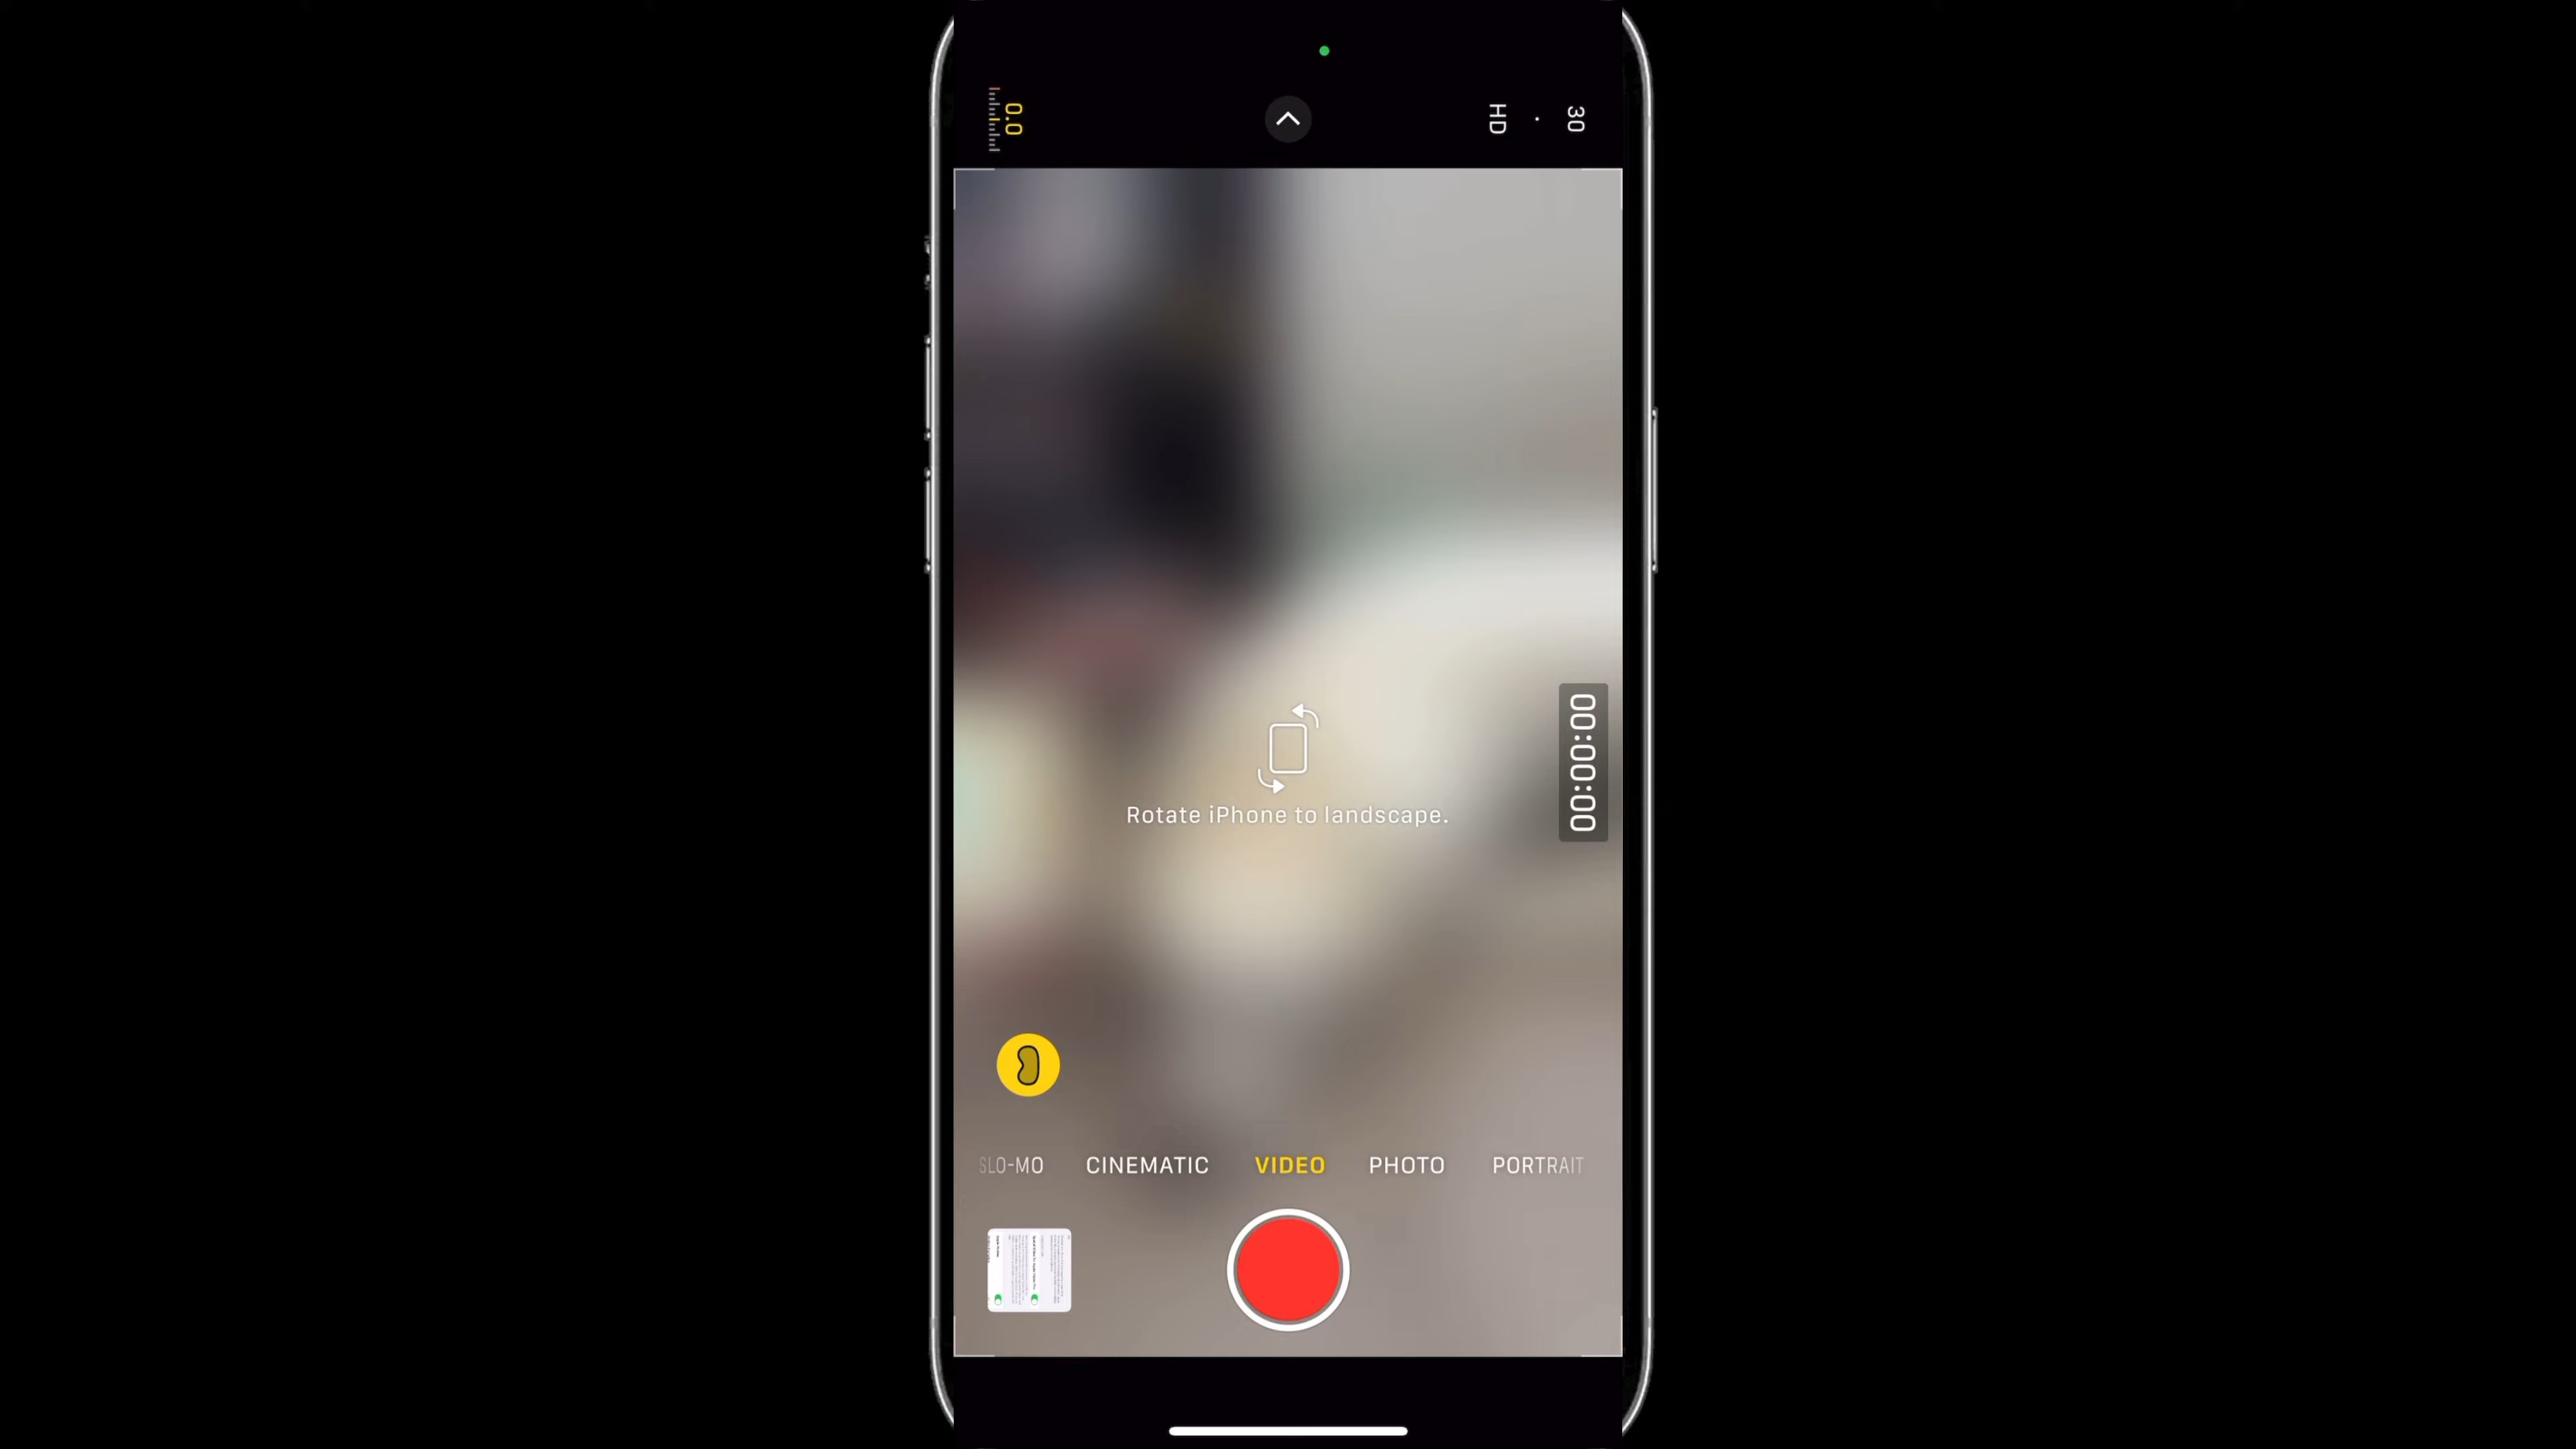 0.0
HD · 30
Rotate iPhone to landscape.
00:00:00
SLO-MO CINEMATIC VIDEO PHOTO PORTRAIT